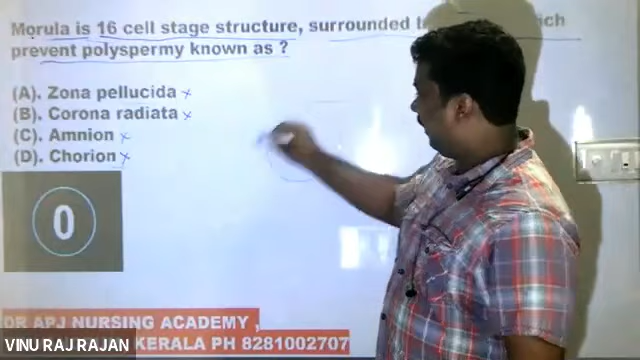 Morula is 16 cell stage structure, surrounded
prevent polyspermy known as ?
(A). Zona pellucida x
(B). Corona radiata x
(C). Amnion x
(D). Chorion x
0
DR APJ NURSING ACADEMY ,
KERALA PH 8281002707
VINU RAJ RAJAN